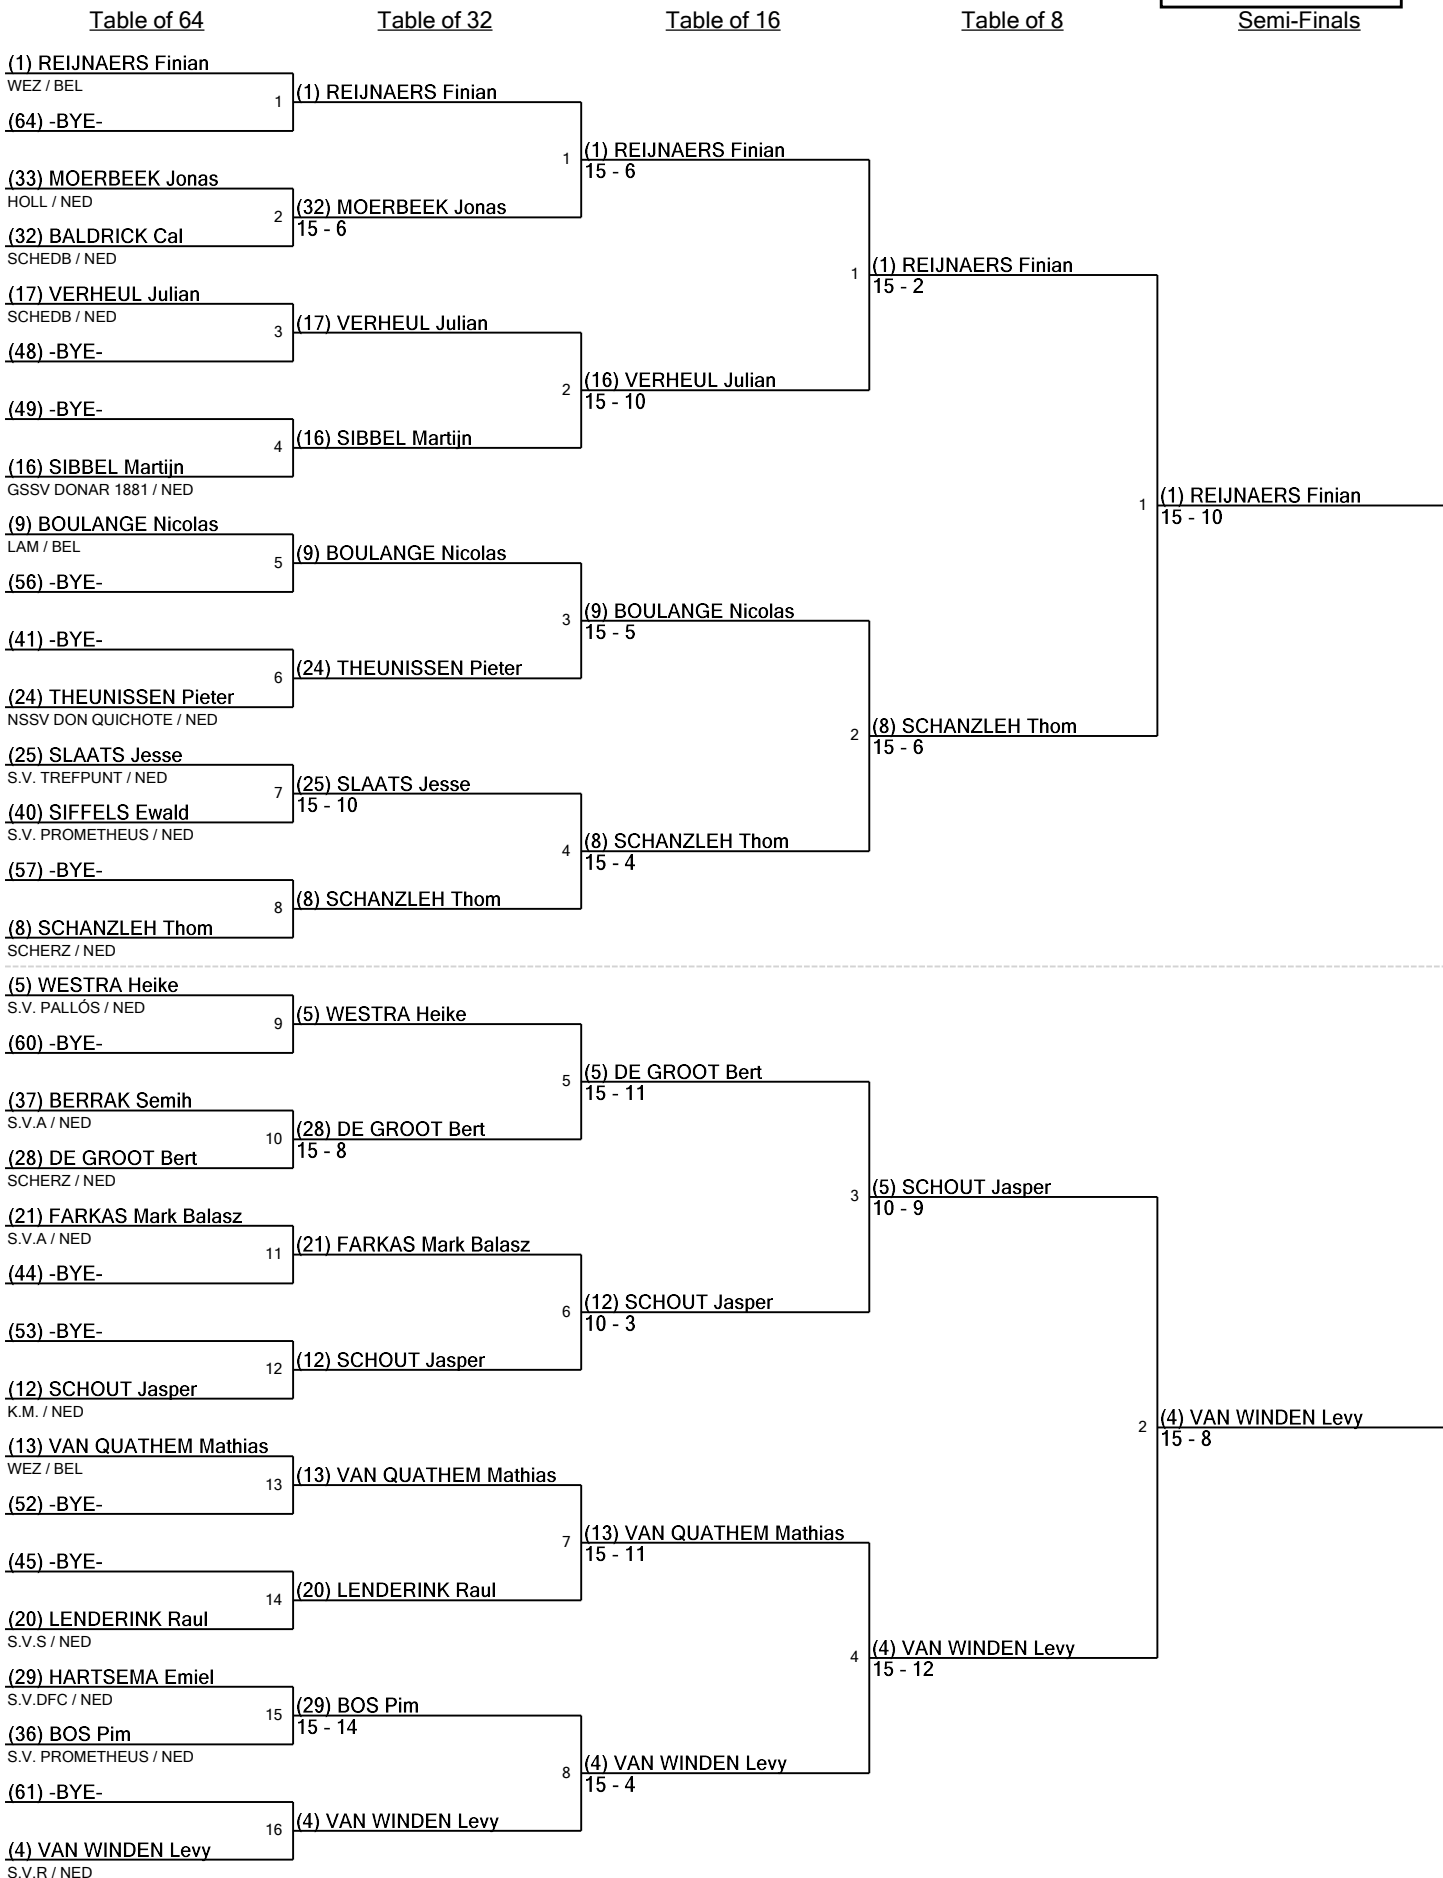 Table of 64
Table of 32
Table of 16
Table of 8
Semi-Finals
(1) REIJNAERS Finian
WEZ / BEL
1
(64) -BYE-
(33) MOERBEEK Jonas
HOLL / NED
2
(32) BALDRICK Cal
SCHEDB / NED
(17) VERHEUL Julian
SCHEDB / NED
3
(48) -BYE-
(49) -BYE-
4
(16) SIBBEL Martijn
GSSV DONAR 1881 / NED
(9) BOULANGE Nicolas
LAM / BEL
5
(56) -BYE-
(41) -BYE-
6
(24) THEUNISSEN Pieter
NSSV DON QUICHOTE / NED
(25) SLAATS Jesse
S.V. TREFPUNT / NED
7
(40) SIFFELS Ewald
S.V. PROMETHEUS / NED
(57) -BYE-
8
(8) SCHANZLEH Thom
SCHERZ / NED
(5) WESTRA Heike
S.V. PALLÓS / NED
9
(60) -BYE-
(37) BERRAK Semih
S.V.A / NED
10
(28) DE GROOT Bert
SCHERZ / NED
(21) FARKAS Mark Balasz
S.V.A / NED
11
(44) -BYE-
(53) -BYE-
12
(12) SCHOUT Jasper
K.M. / NED
(13) VAN QUATHEM Mathias
WEZ / BEL
13
(52) -BYE-
(45) -BYE-
14
(20) LENDERINK Raul
S.V.S / NED
(29) HARTSEMA Emiel
S.V.DFC / NED
15
(36) BOS Pim
S.V. PROMETHEUS / NED
(61) -BYE-
16
(4) VAN WINDEN Levy
S.V.R / NED
(1) REIJNAERS Finian
1
(32) MOERBEEK Jonas
15 - 6
(17) VERHEUL Julian
2
(16) SIBBEL Martijn
(9) BOULANGE Nicolas
3
(24) THEUNISSEN Pieter
(25) SLAATS Jesse
15 - 10
4
(8) SCHANZLEH Thom
(5) WESTRA Heike
5
(28) DE GROOT Bert
15 - 8
(21) FARKAS Mark Balasz
6
(12) SCHOUT Jasper
(13) VAN QUATHEM Mathias
7
(20) LENDERINK Raul
(29) BOS Pim
15 - 14
8
(4) VAN WINDEN Levy
(1) REIJNAERS Finian
15 - 6
1
(16) VERHEUL Julian
15 - 10
(9) BOULANGE Nicolas
15 - 5
2
(8) SCHANZLEH Thom
15 - 4
(5) DE GROOT Bert
15 - 11
3
(12) SCHOUT Jasper
10 - 3
(13) VAN QUATHEM Mathias
15 - 11
4
(4) VAN WINDEN Levy
15 - 4
(1) REIJNAERS Finian
15 - 2
1
(8) SCHANZLEH Thom
15 - 6
(5) SCHOUT Jasper
10 - 9
2
(4) VAN WINDEN Levy
15 - 12
(1) REIJNAERS Finian
15 - 10
(4) VAN WINDEN Levy
15 - 8